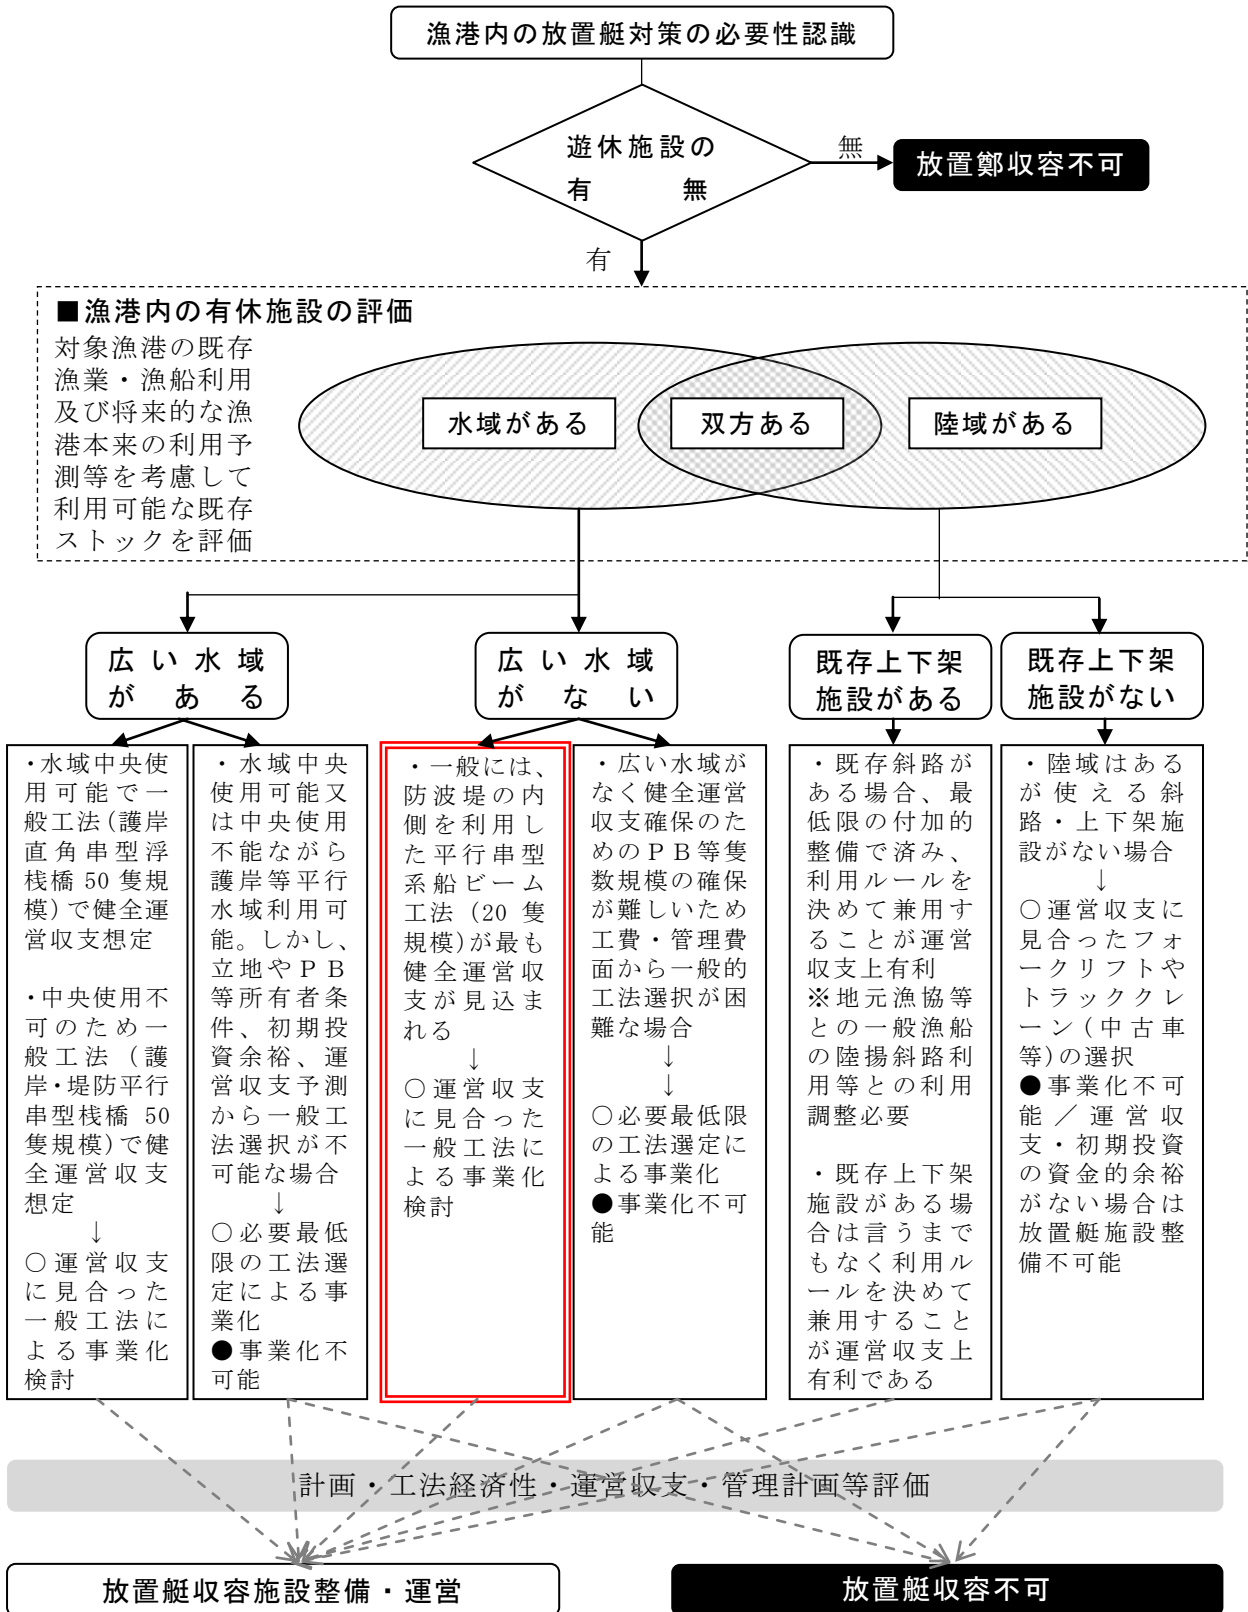 漁港内の放置艇対策の必要性認識
遊休施設の
有　　無
無
放置鄭収容不可
有
■漁港内の有休施設の評価
対象漁港の既存
漁業・漁船利用
及び将来的な漁
港本来の利用予
測等を考慮して
利用可能な既存
ストックを評価
水域がある
双方ある
陸域がある
広い水域
がある
広い水域
がない
既存上下架
施設がある
既存上下架
施設がない
・水域中央使
用可能で一
般工法(護岸
直角串型浮
桟橋 50 隻規
模)で健全運
営収支想定
・中央使用不
可のため一
般工法（護
岸・堤防平行
串型桟橋 50
隻規模)で健
全運営収支
想定
↓
○運営収支
に見合った
一般工法に
よる事業化
検討
・水域中央
使用可能又
は中央使用
不能ながら
護岸等平行
水域利用可
能。しかし、
立地やＰＢ
等所有者条
件、初期投
資余裕、運
営収支予測
から一般工
法選択が不
可能な場合
↓
○必要最低
限の工法選
定による事
業化
●事業化不
可能
・一般には、
防波堤の内
側を利用し
た平行串型
系船ビーム
工法（20 隻
規模)が最も
健全運営収
支が見込ま
れる
↓
○運営収支
に見合った
一般工法に
よる事業化
検討
・広い水域が
なく健全運営
収支確保のた
めのＰＢ等隻
数規模の確保
が難しいため
工費・管理費
面から一般的
工法選択が困
難な場合
↓
↓
○必要最低限
の工法選定に
よる事業化
●事業化不可
能
・既存斜路が
ある場合、最
低限の付加的
整備で済み、
利用ルールを
決めて兼用す
ることが運営
収支上有利
※地元漁協等
との一般漁船
の陸揚斜路利
用等との利用
調整必要
・既存上下架
施設がある場
合は言うまで
もなく利用ル
ールを決めて
兼用すること
が運営収支上
有利である
・陸域はある
が使える斜
路・上下架施
設がない場合
↓
○運営収支に
見合ったフォ
ークリフトや
トラッククレ
ーン(中古車
等)の選択
●事業化不可
能／運営収
支・初期投資
の資金的余裕
がない場合は
放置艇施設整
備不可能
計画・工法経済性・運営収支・管理計画等評価
放置艇収容施設整備・運営
放置艇収容不可